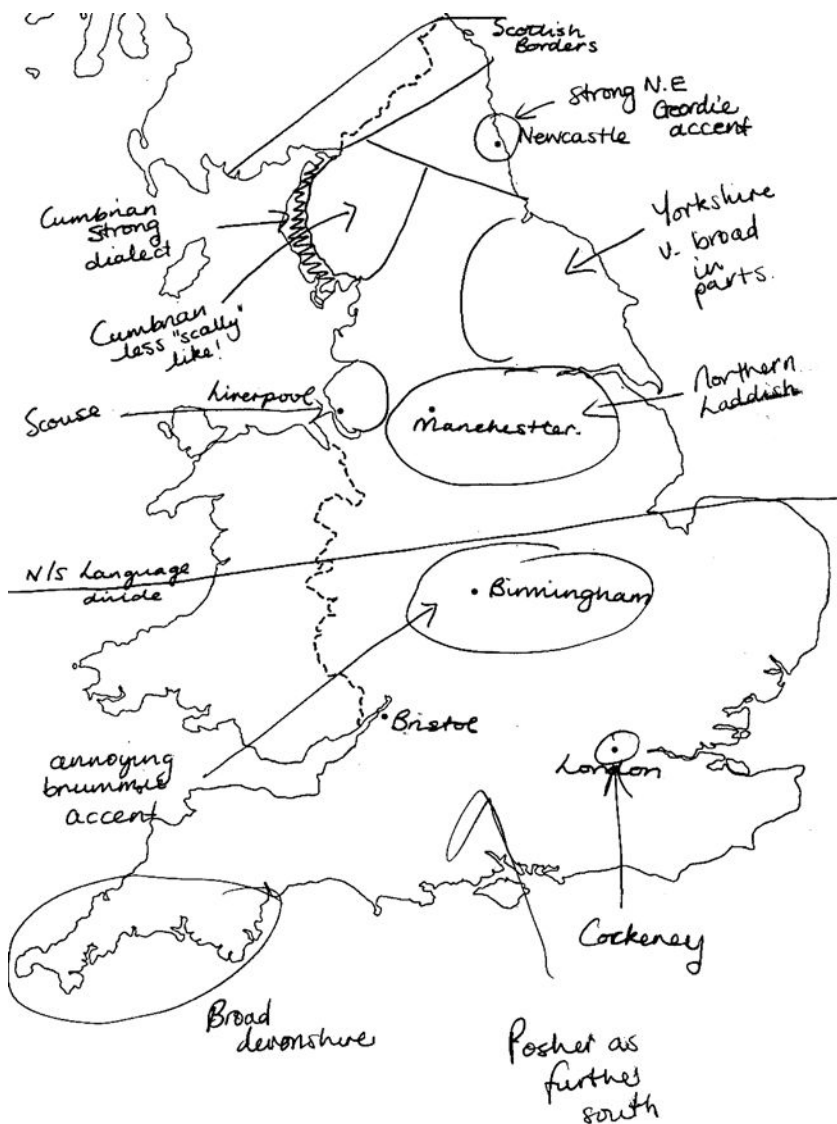 Scottish
Borders
strong N.E
Geordie
accent
Newcastle
Cumbrian
strong
dialect
Yorkshire
v. broad
in
parts.
Cumbrian
less "scally"
like!
Northern
Laddish
Liverpool
Scouse
Manchestter.
N/S Language
divide
Birmingham
Bristol
annoying
brummie
accent
London
Cockeney
Broad
devonshire
Posher as
further
south